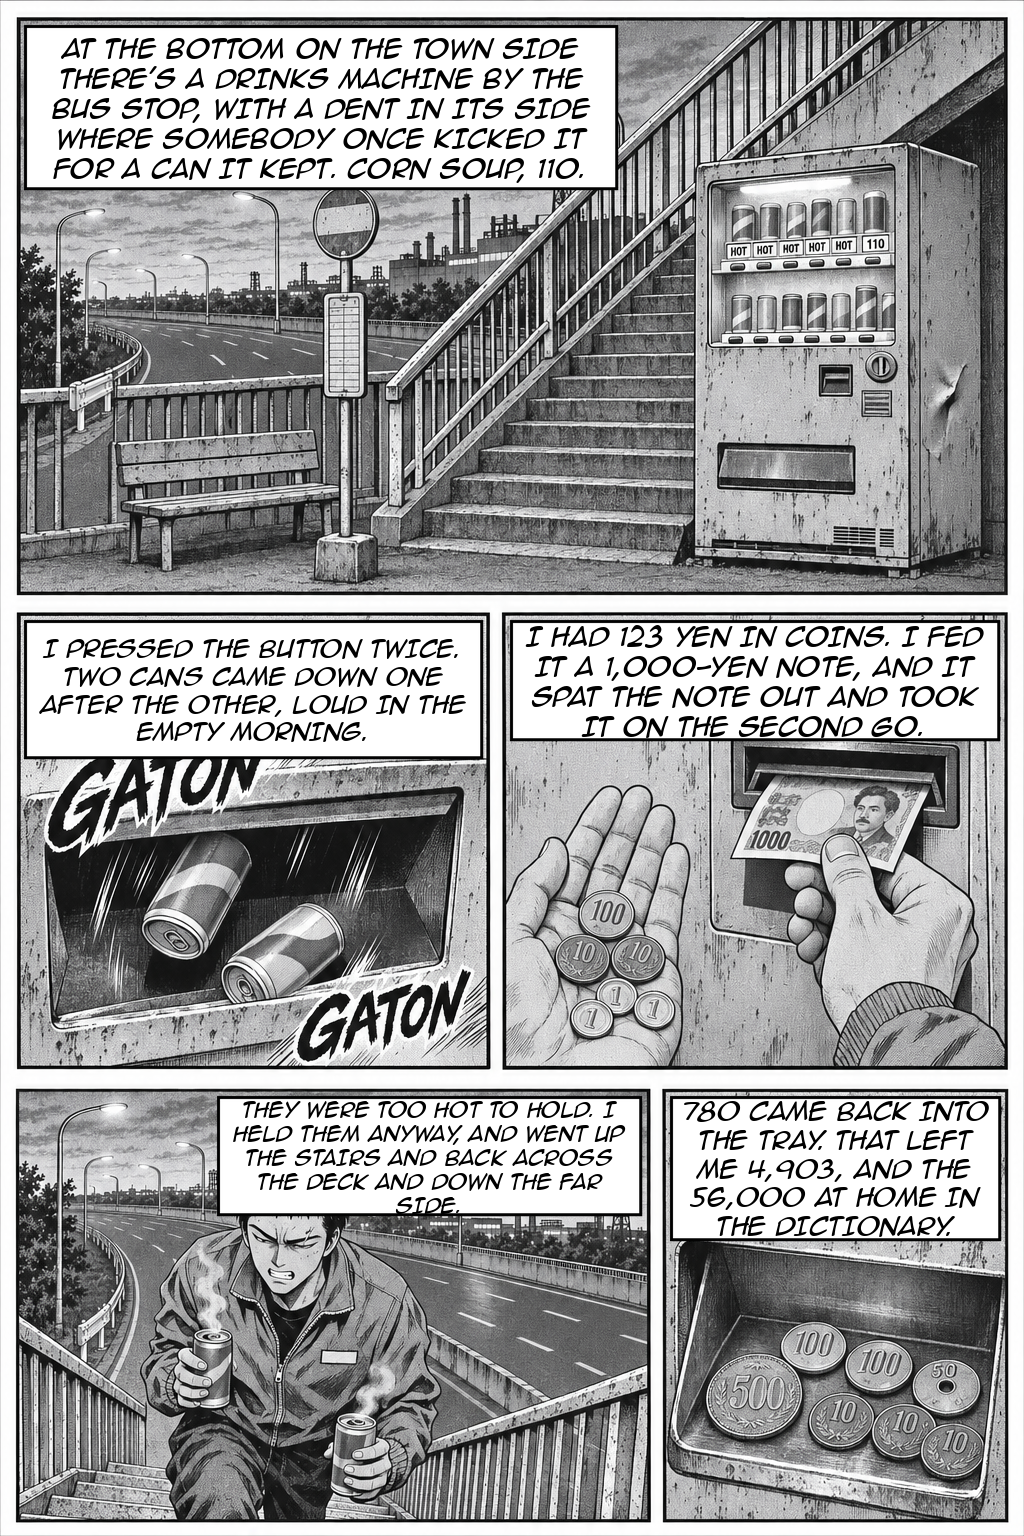 AT THE BOTTOM ON THE TOWN SIDE
THERE'S A DRINKS MACHINE BY THE
BUS STOP, WITH A DENT IN ITS SIDE
WHERE SOMEBODY ONCE KICKED IT
FOR A CAN IT KEPT. CORN SOUP, 110.
HOT HOT HOT HOT HOT 110
I PRESSED THE BUTTON TWICE.
TWO CANS CAME DOWN ONE
AFTER THE OTHER, LOUD IN THE
EMPTY MORNING.
GATON
GATON
I HAD 123 YEN IN COINS. I FED
IT A 1,000-YEN NOTE, AND IT
SPAT THE NOTE OUT AND TOOK
IT ON THE SECOND GO.
1000
100
10 10
1 1
THEY WERE TOO HOT TO HOLD. I
HELD THEM ANYWAY, AND WENT UP
THE STAIRS AND BACK ACROSS
THE DECK AND DOWN THE FAR
SIDE.
780 CAME BACK INTO
THE TRAY. THAT LEFT
ME 4,903, AND THE
56,000 AT HOME IN
THE DICTIONARY.
100 100 50
500 10 10 10